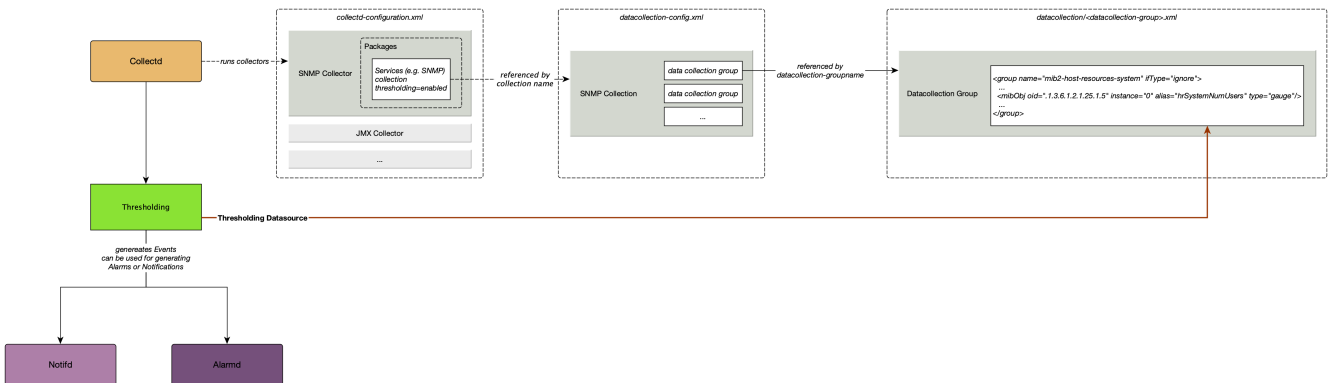 collectd-configuration.xml
datacollection-config.xml
datacollection/<datacollection-group>.xml
Collectd
runs collectors
SNMP Collector
Packages
Services (e.g. SNMP)
collection
thresholding=enabled
JMX Collector
...
referenced by
collection name
SNMP Collection
data collection group
data collection group
...
referenced by
datacollection-groupname
Datacollection Group
<group name="mib2-host-resources-system" ifType="ignore">
...
<mibObj oid=".1.3.6.1.2.1.25.1.5" instance="0" alias="hrSystemNumUsers" type="gauge"/>
...
</group>
Thresholding
Thresholding Datasource
genereates Events
can be used for generating
Alarms or Notifications
Notifd
Alarmd